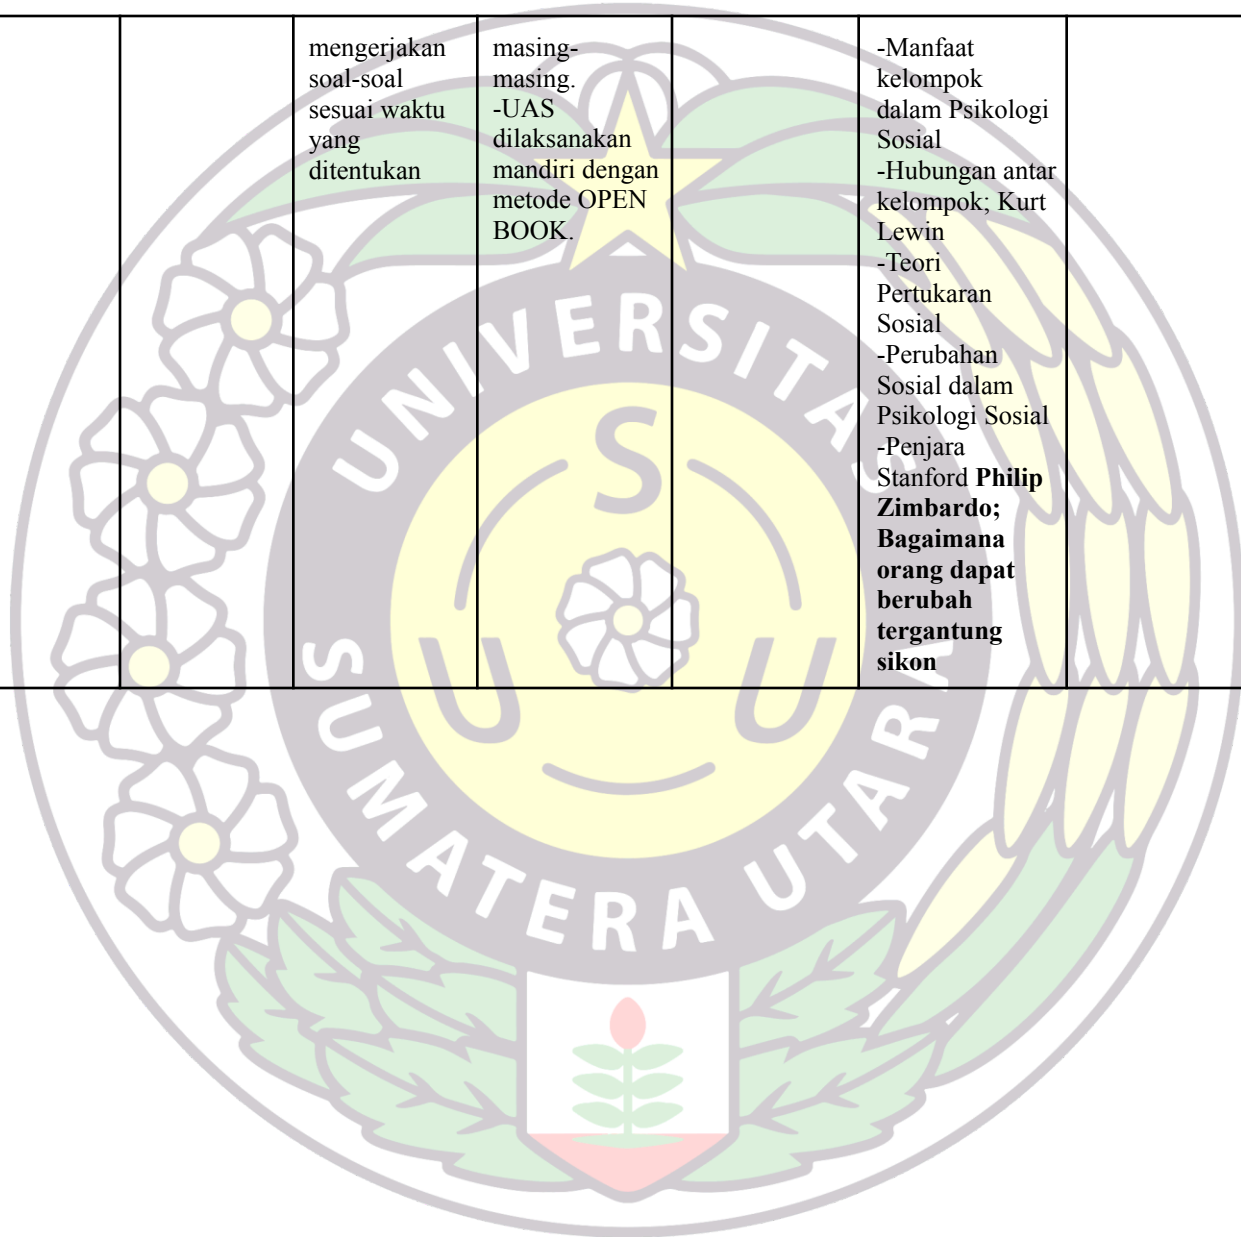 mengerjakan
soal-soal
sesuai waktu
yang
ditentukan
masing-
masing.
-UAS
dilaksanakan
mandiri dengan
metode OPEN
BOOK.
-Manfaat
kelompok
dalam Psikologi
Sosial
-Hubungan antar
kelompok; Kurt
Lewin
-Teori
Pertukaran
Sosial
-Perubahan
Sosial dalam
Psikologi Sosial
-Penjara
Stanford Philip
Zimbardo;
Bagaimana
orang dapat
berubah
tergantung
sikon
UNIVERSITAS
SUMATERA UTARA
U S U